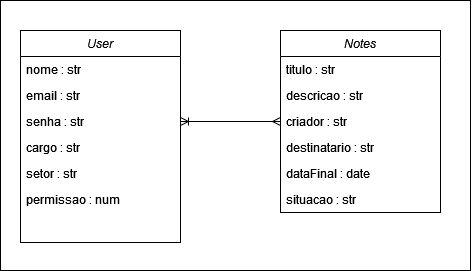 User
nome : str
email : str
senha : str
cargo : str
setor : str
permissao : num
Notes
titulo : str
descricao : str
criador : str
destinatario : str
dataFinal : date
situacao : str